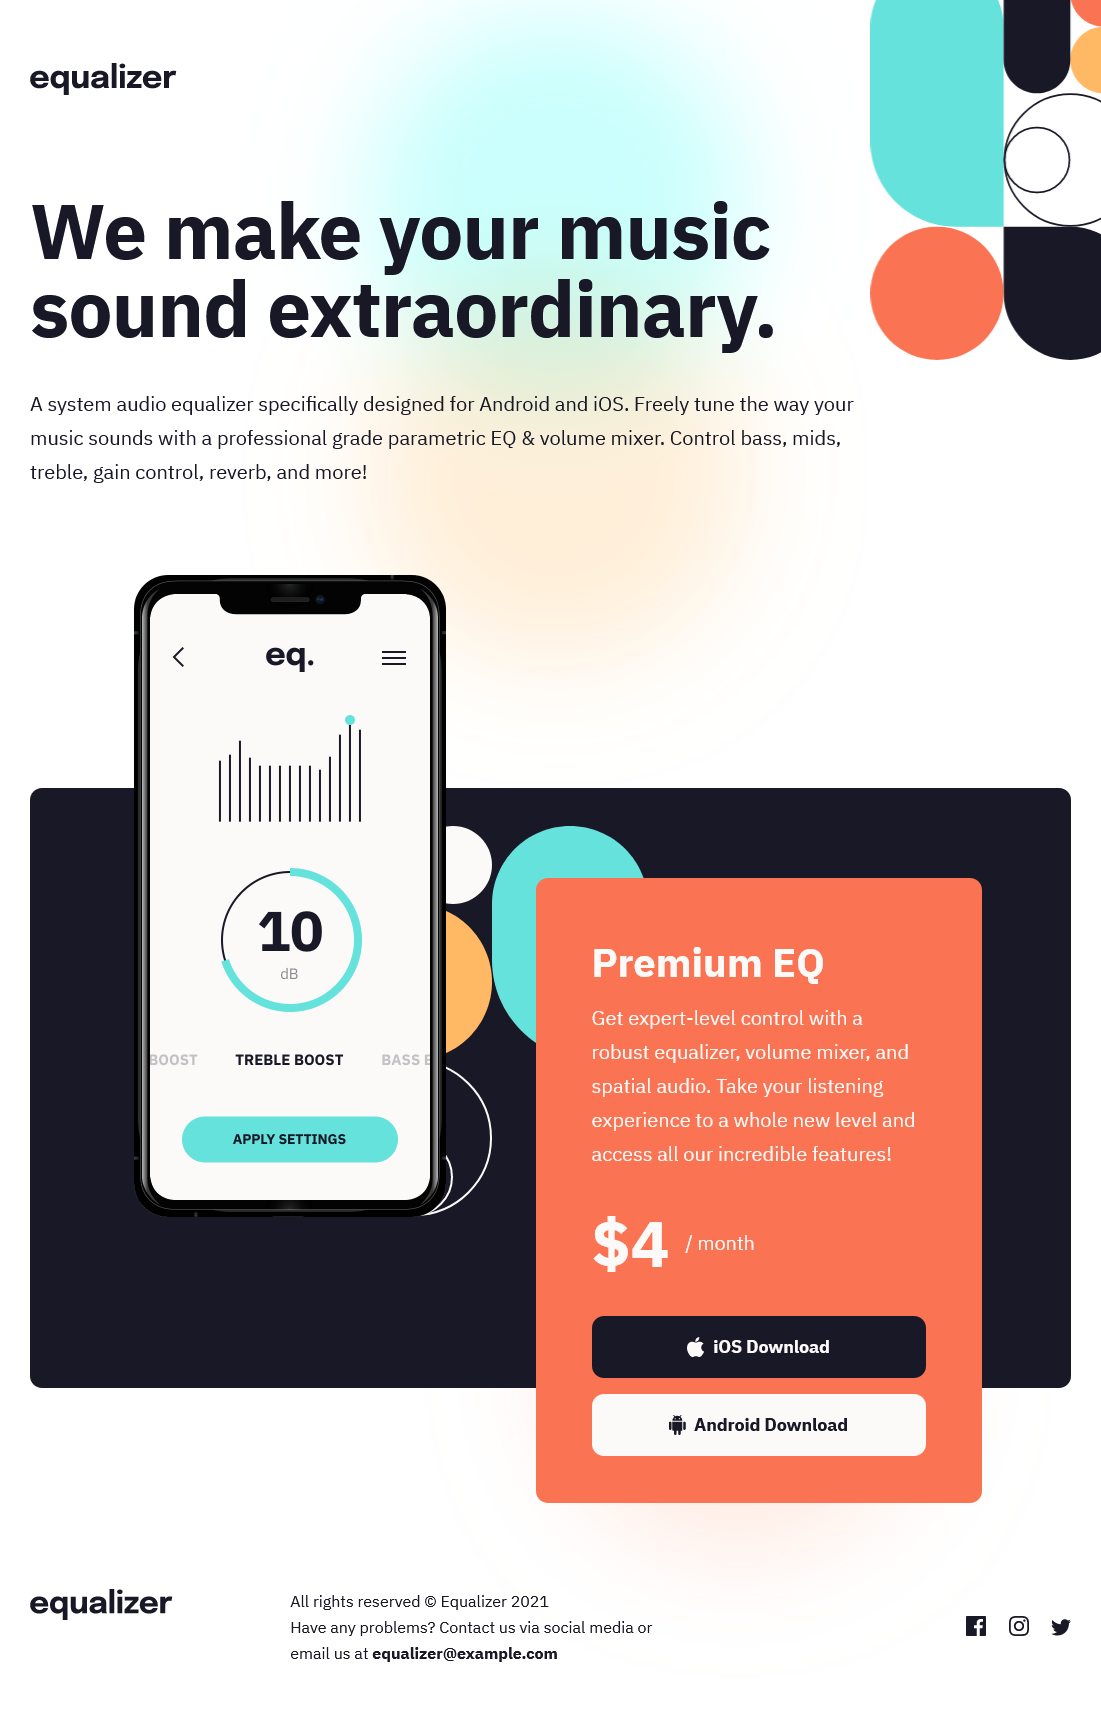 equalizer
We make your music
sound extraordinary.
A system audio equalizer specifically designed for Android and iOS. Freely tune the way your
music sounds with a professional grade parametric EQ & volume mixer. Control bass, mids,
treble, gain control, reverb, and more!
eq.
10
dB
BOOST TREBLE BOOST BASS
APPLY SETTINGS
Premium EQ
Get expert-level control with a
robust equalizer, volume mixer, and
spatial audio. Take your listening
experience to a whole new level and
access all our incredible features!
$4 / month
iOS Download
Android Download
equalizer
All rights reserved © Equalizer 2021
Have any problems? Contact us via social media or
email us at equalizer@example.com